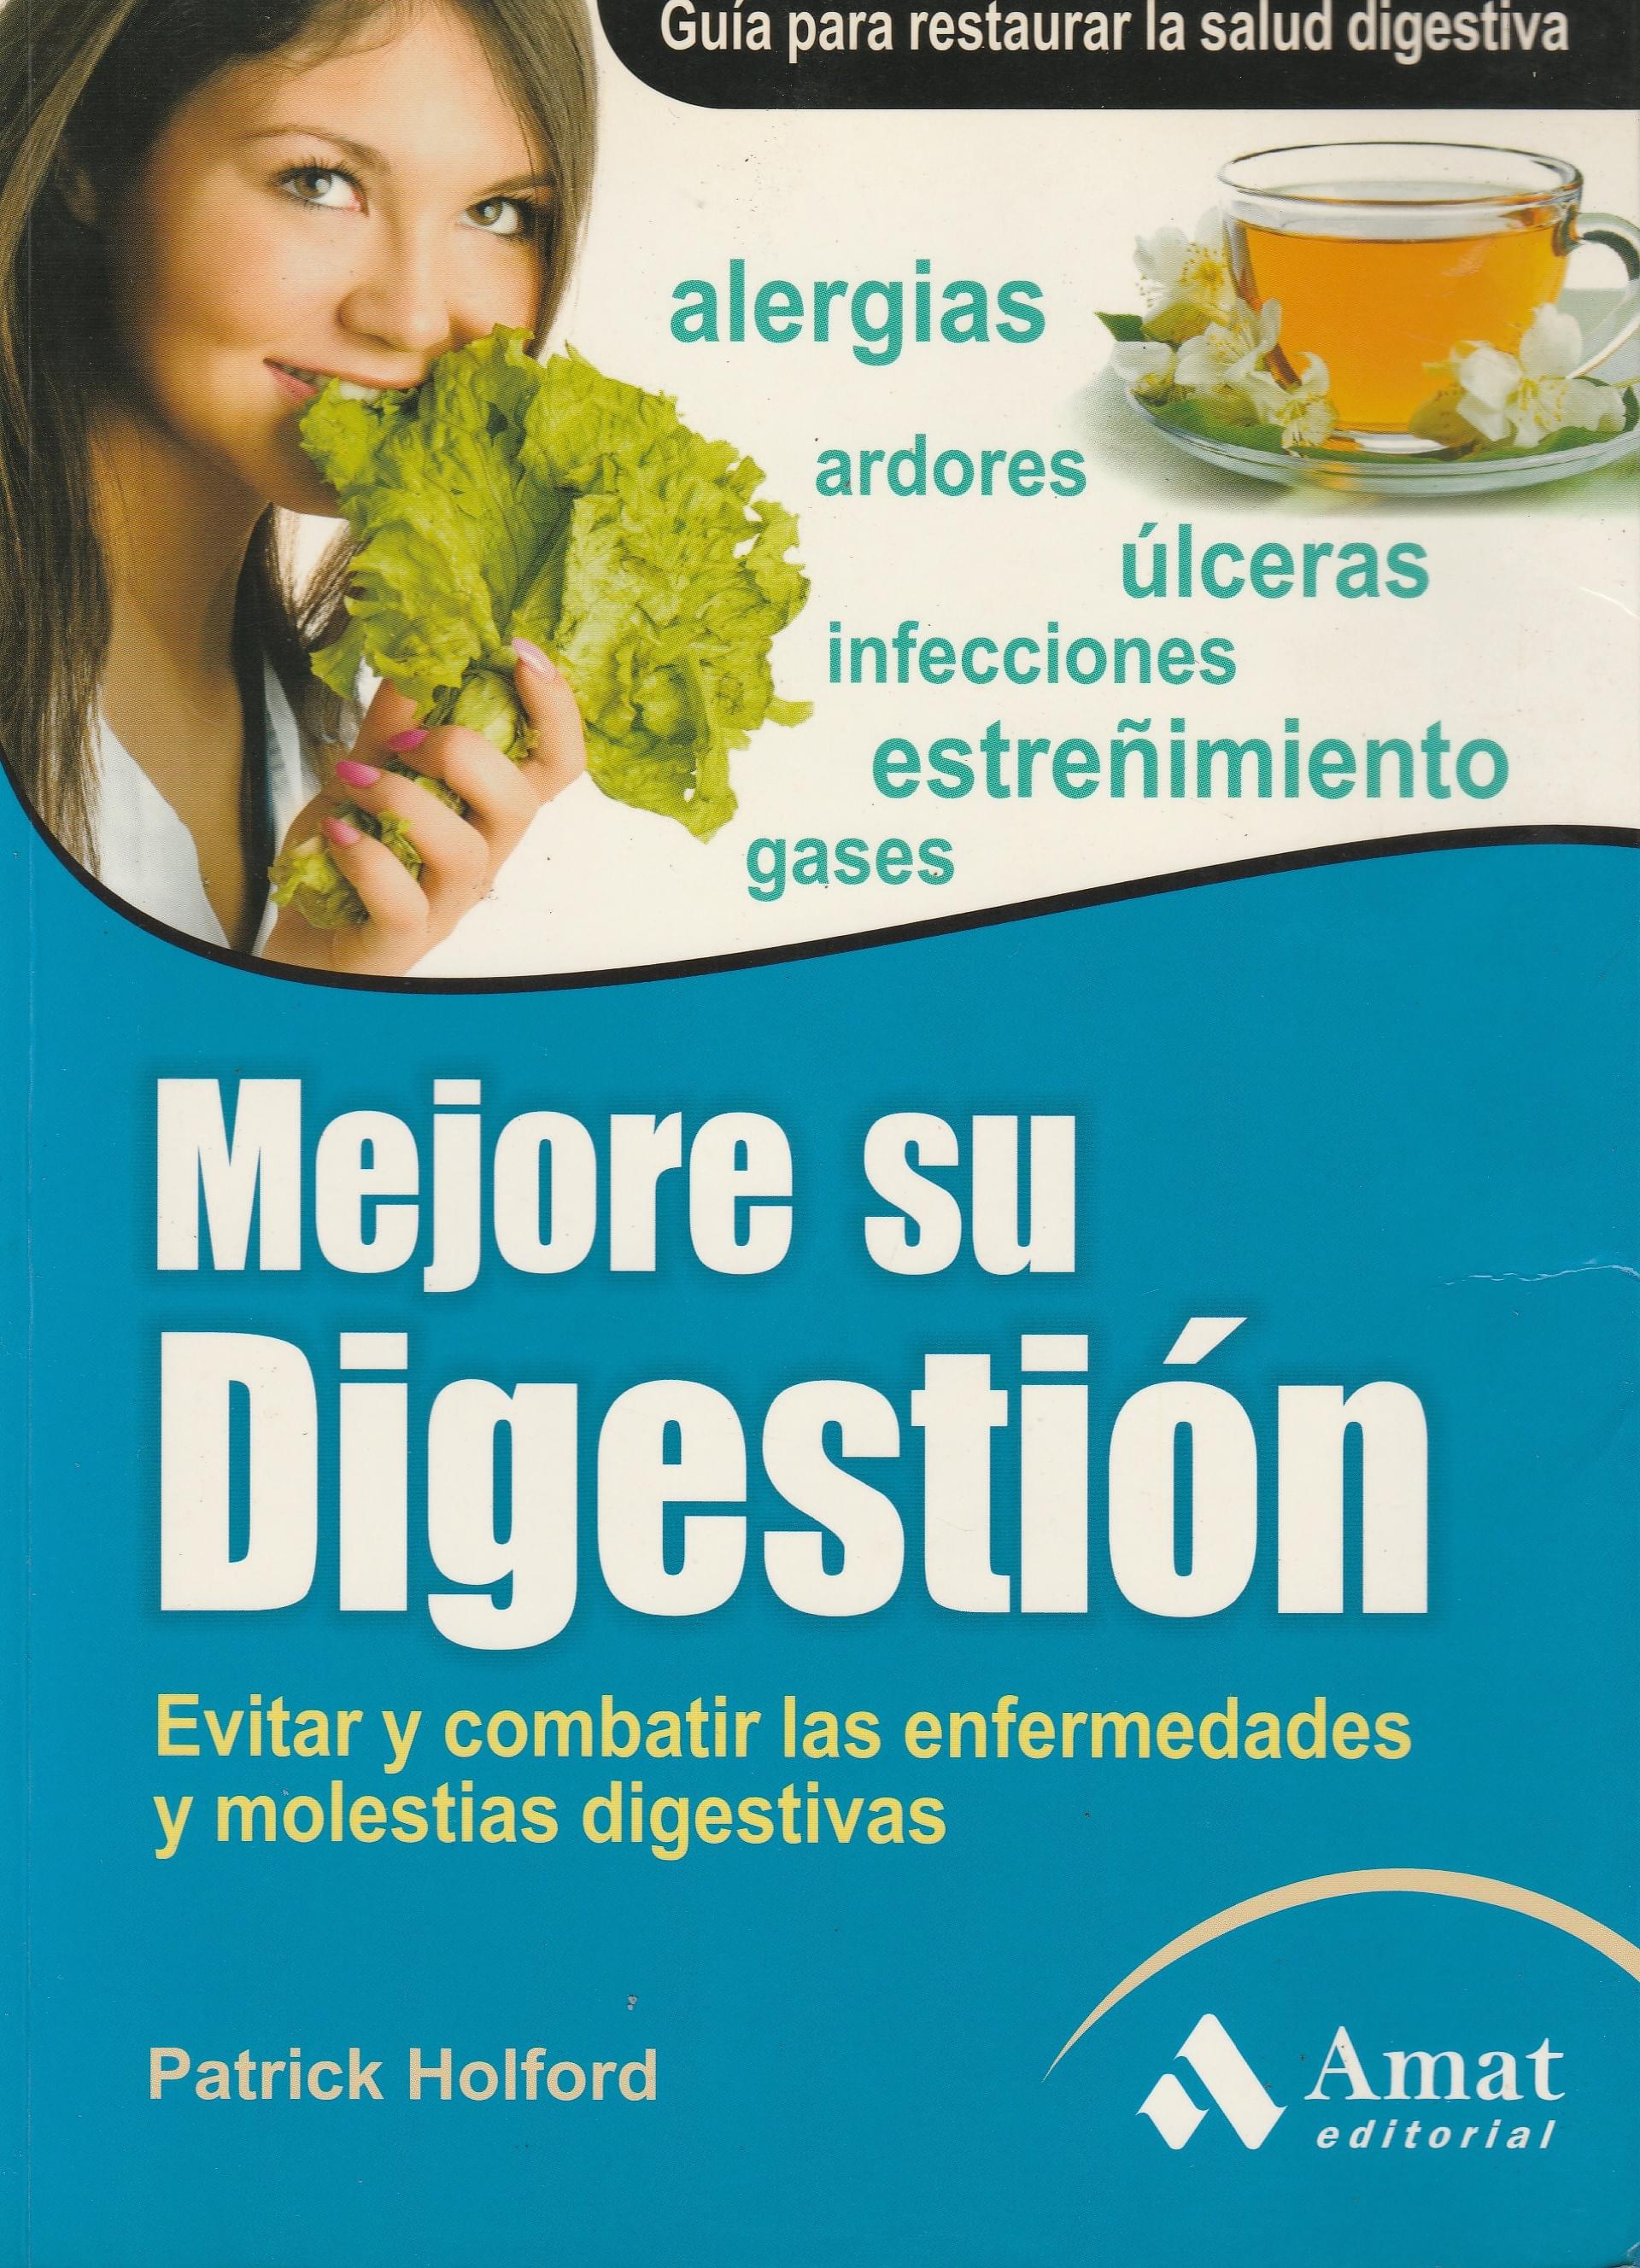 Guía para restaurar la salud digestiva
alergias
ardores
úlceras
infecciones
estreñimiento
gases
Mejore su
Digestión
Evitar y combatir las enfermedades
y molestias digestivas
Patrick Holford
Amat
editorial